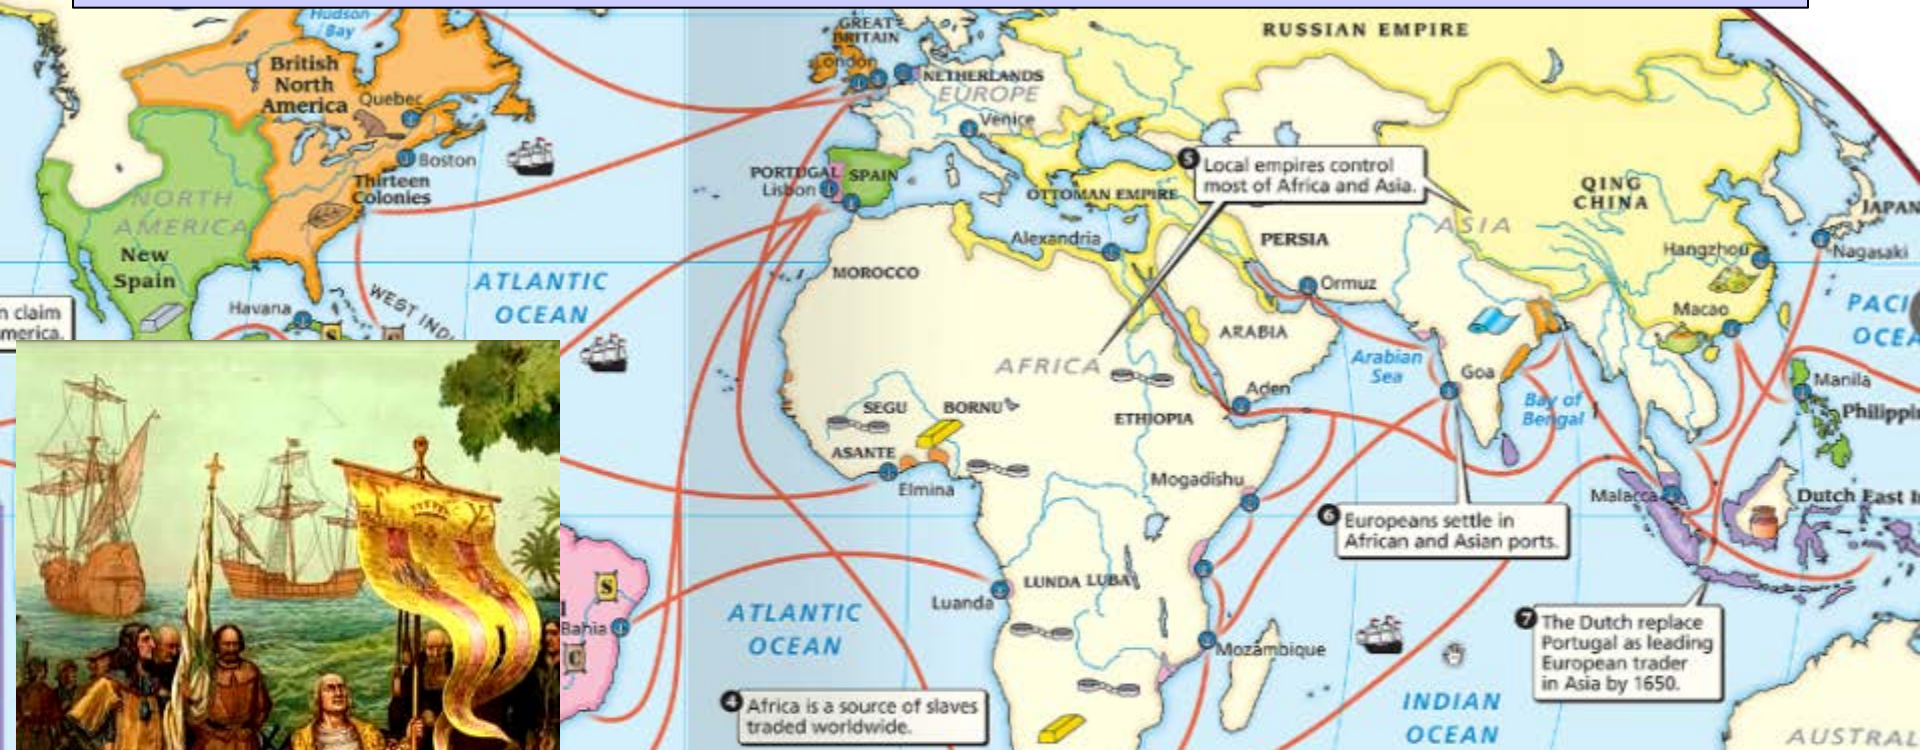 Hudson
Bay
GREAT
BRITAIN
London
RUSSIAN EMPIRE
British
North
America
Quebec
NETHERLANDS
EUROPE
Venice
Boston
Thirteen
Colonies
PORTUGAL
Lisbon
SPAIN
OTTOMAN EMPIRE
5 Local empires control
most of Africa and Asia.
QING
CHINA
ASIA
JAPAN
NORTH
AMERICA
New
Spain
Alexandria
PERSIA
Hangzhou
Nagasaki
MOROCCO
Ormuz
ATLANTIC
OCEAN
Havana
WEST INDI
n claim
merica.
Macao
PACI
OCEA
ARABIA
AFRICA
Arabian
Sea
Goa
Aden
Bay of
Bengal
Manila
Philippin
SEGU
BORNU
ETHIOPIA
ASANTE
Elmina
Mogadishu
Malacca
Dutch East In
6 Europeans settle in
African and Asian ports.
S
LUNDA LUBA
Luanda
Bahia
C
ATLANTIC
OCEAN
Mozambique
7 The Dutch replace
Portugal as leading
European trader
in Asia by 1650.
4 Africa is a source of slaves
traded worldwide.
INDIAN
OCEAN
AUSTRAL